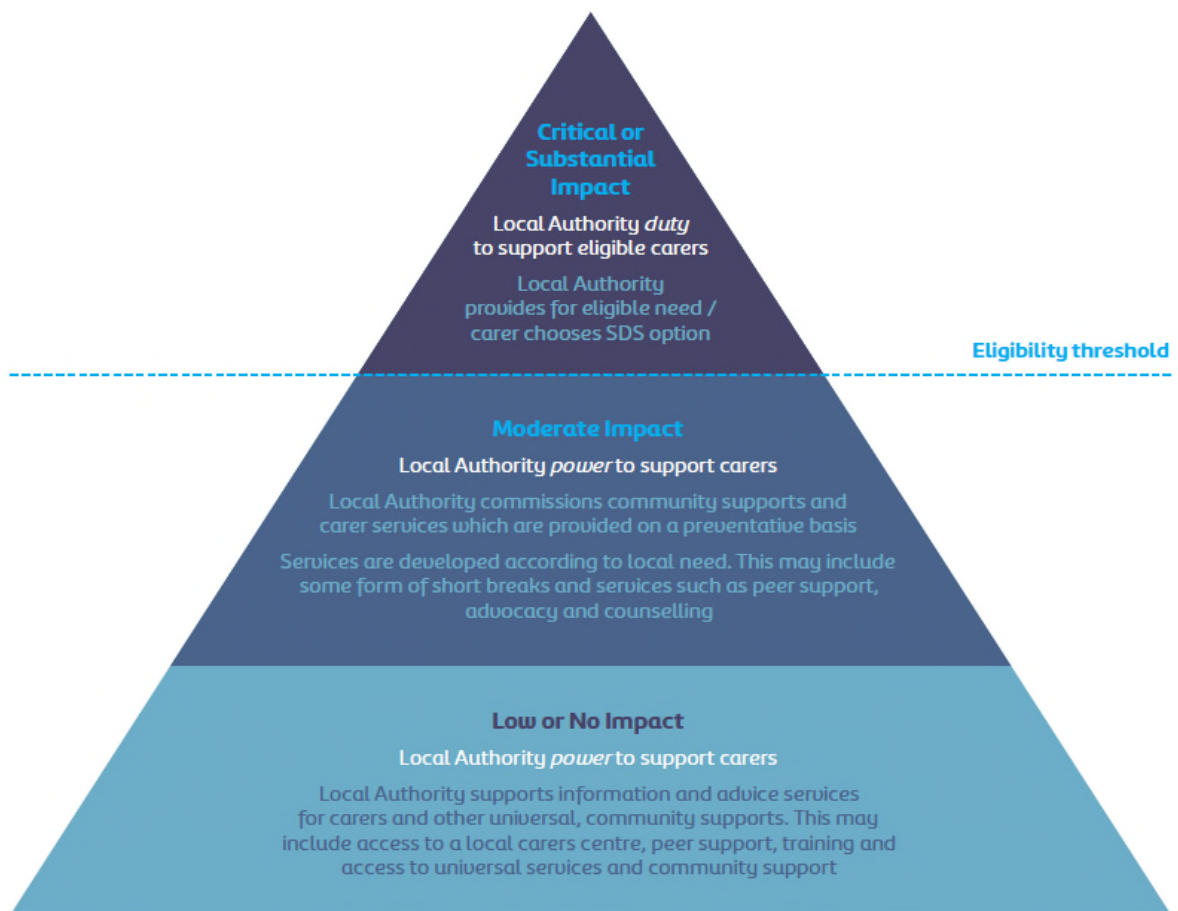 Critical or
Substantial
Impact
Local Authority duty
to support eligible carers
Local Authority
provides for eligible need /
carer chooses SDS option
Eligibility threshold
Moderate Impact
Local Authority power to support carers
Local Authority commissions community supports and
carer services which are provided on a preventative basis
Services are developed according to local need. This may include
some form of short breaks and services such as peer support,
advocacy and counselling
Low or No Impact
Local Authority power to support carers
Local Authority supports information and advice services
for carers and other universal, community supports. This may
include access to a local carers centre, peer support, training and
access to universal services and community support